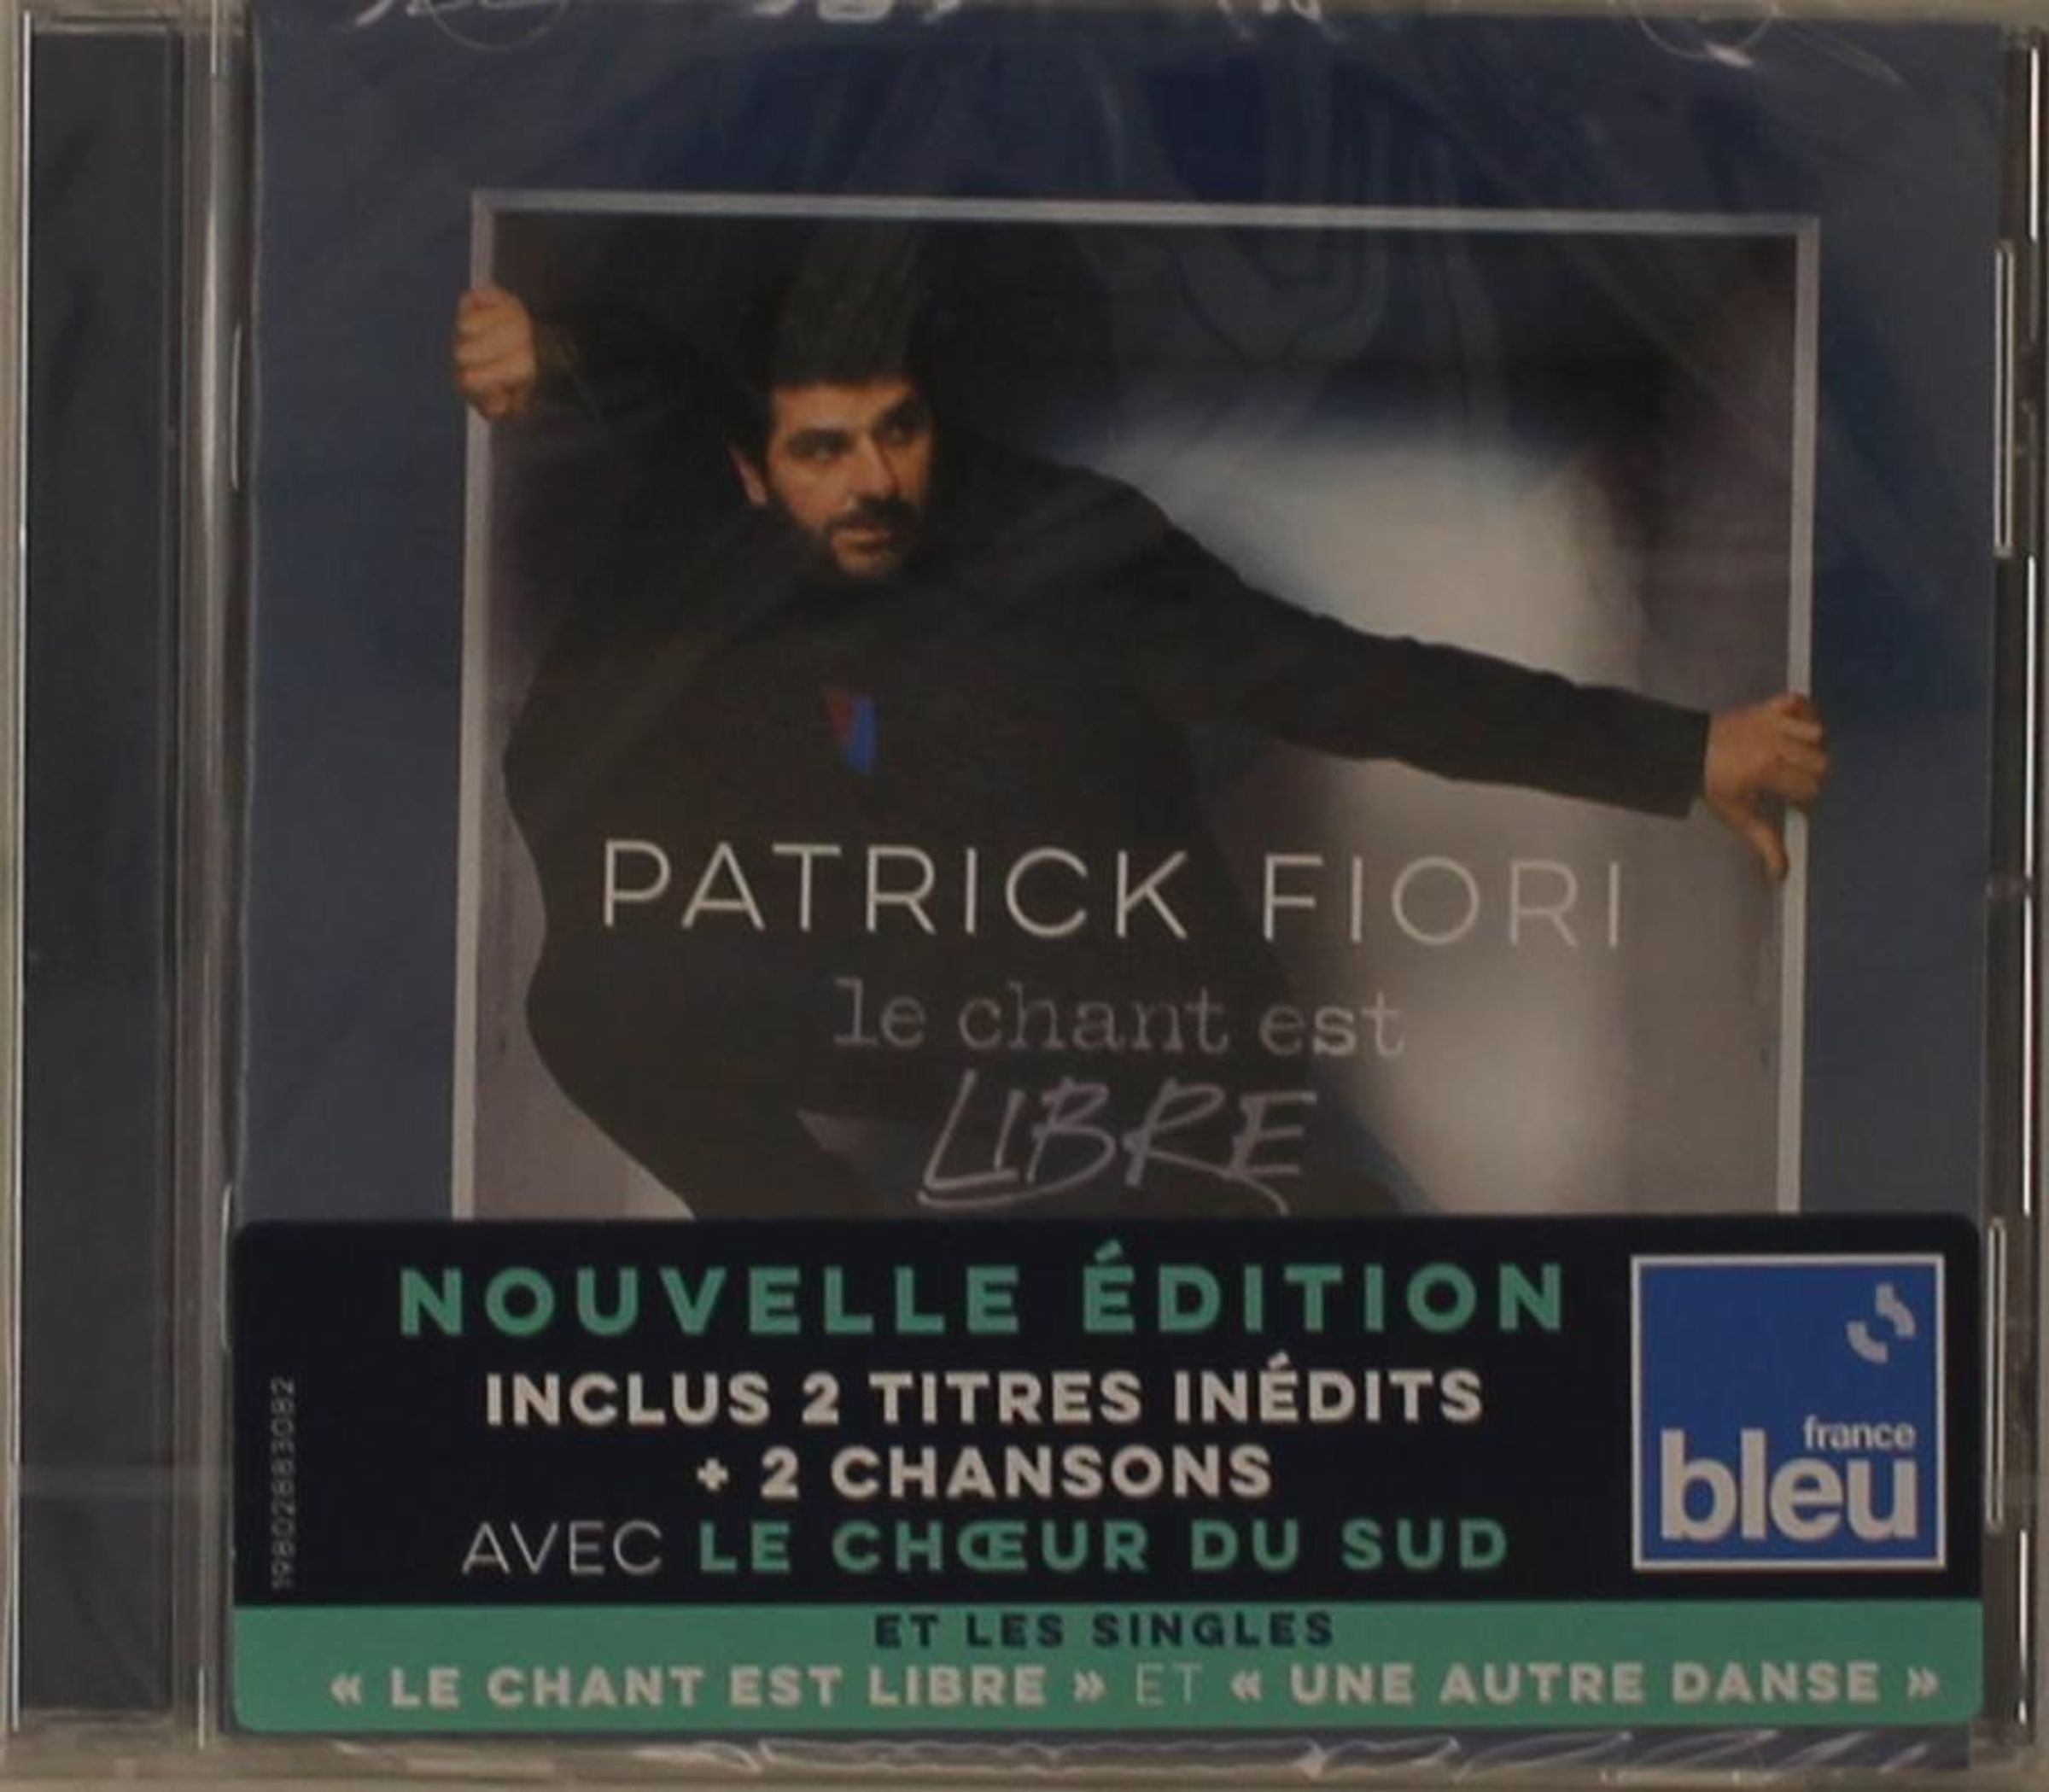 PATRICK FIORI
le chant est
LIBRE
NOUVELLE ÉDITION
INCLUS 2 TITRES INÉDITS
+ 2 CHANSONS
AVEC LE CHŒUR DU SUD
france
bleu
19802883082
ET LES SINGLES
« LE CHANT EST LIBRE » ET « UNE AUTRE DANSE »